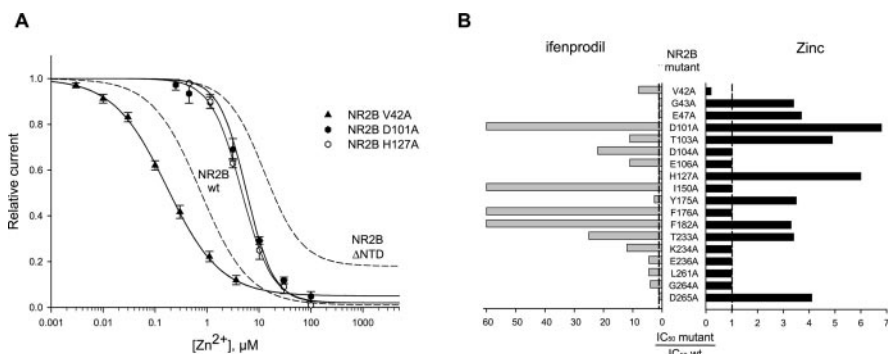 A
Relative current
1.0
0.8
0.6
0.4
0.2
0.0
NR2B V42A
NR2B D101A
NR2B H127A
NR2B
wt
NR2B
ΔNTD
0.001 0.01 0.1 1 10 100 1000
[Zn2+], μM
B
ifenprodil
NR2B
mutant
Zinc
V42A
G43A
E47A
D101A
T103A
D104A
E106A
H127A
I150A
Y175A
F176A
F182A
T233A
K234A
E236A
L261A
G264A
D265A
60 50 40 30 20 10 0
0 1 2 3 4 5 6 7
IC50 mutant
IC50 wt